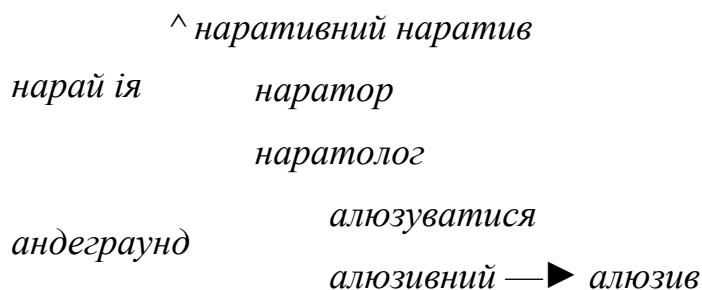 ^ наративний наратив
нарай ія наратор
наратолог
алюзуватися
андеграунд
алюзивний —► алюзив